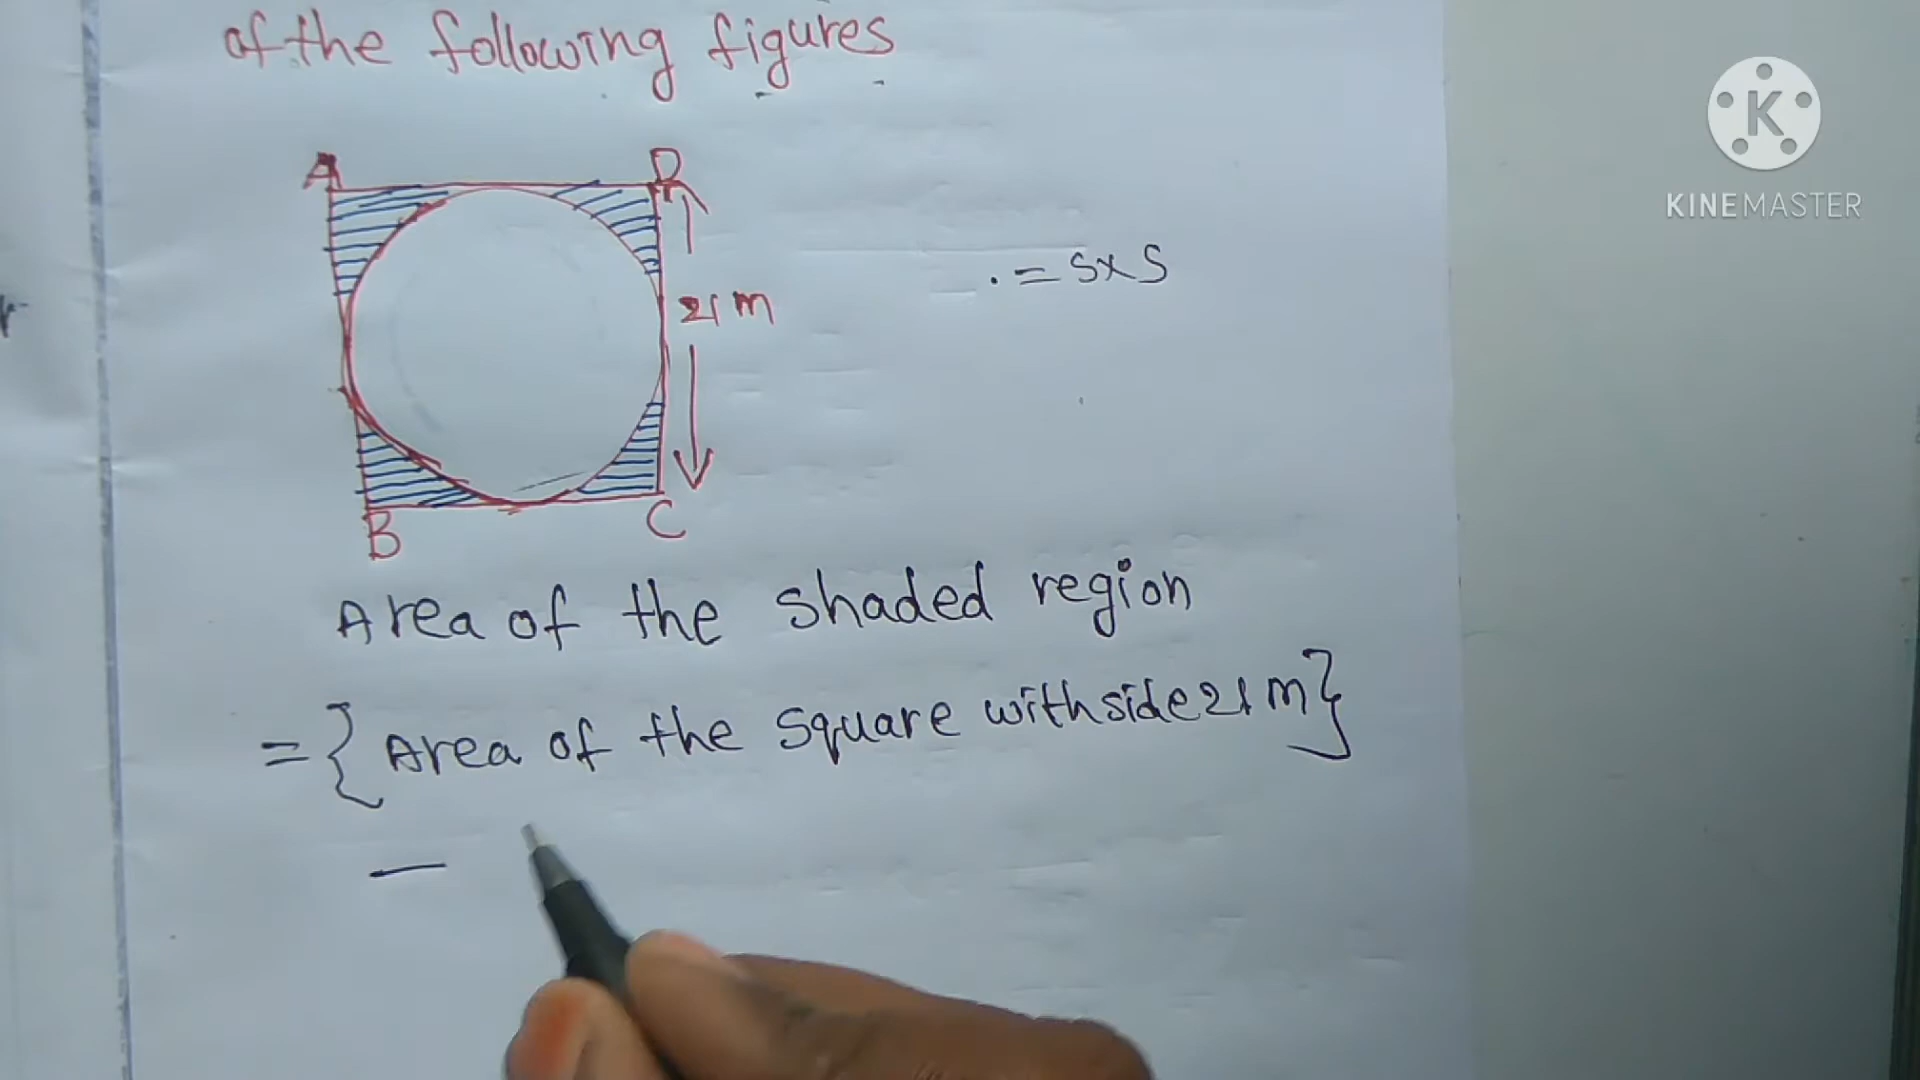 of the following figures
A
D
21 m
. = S x S
B
C
Area of the shaded region
= { Area of the square with side 21 m }
—
K
KINEMASTER